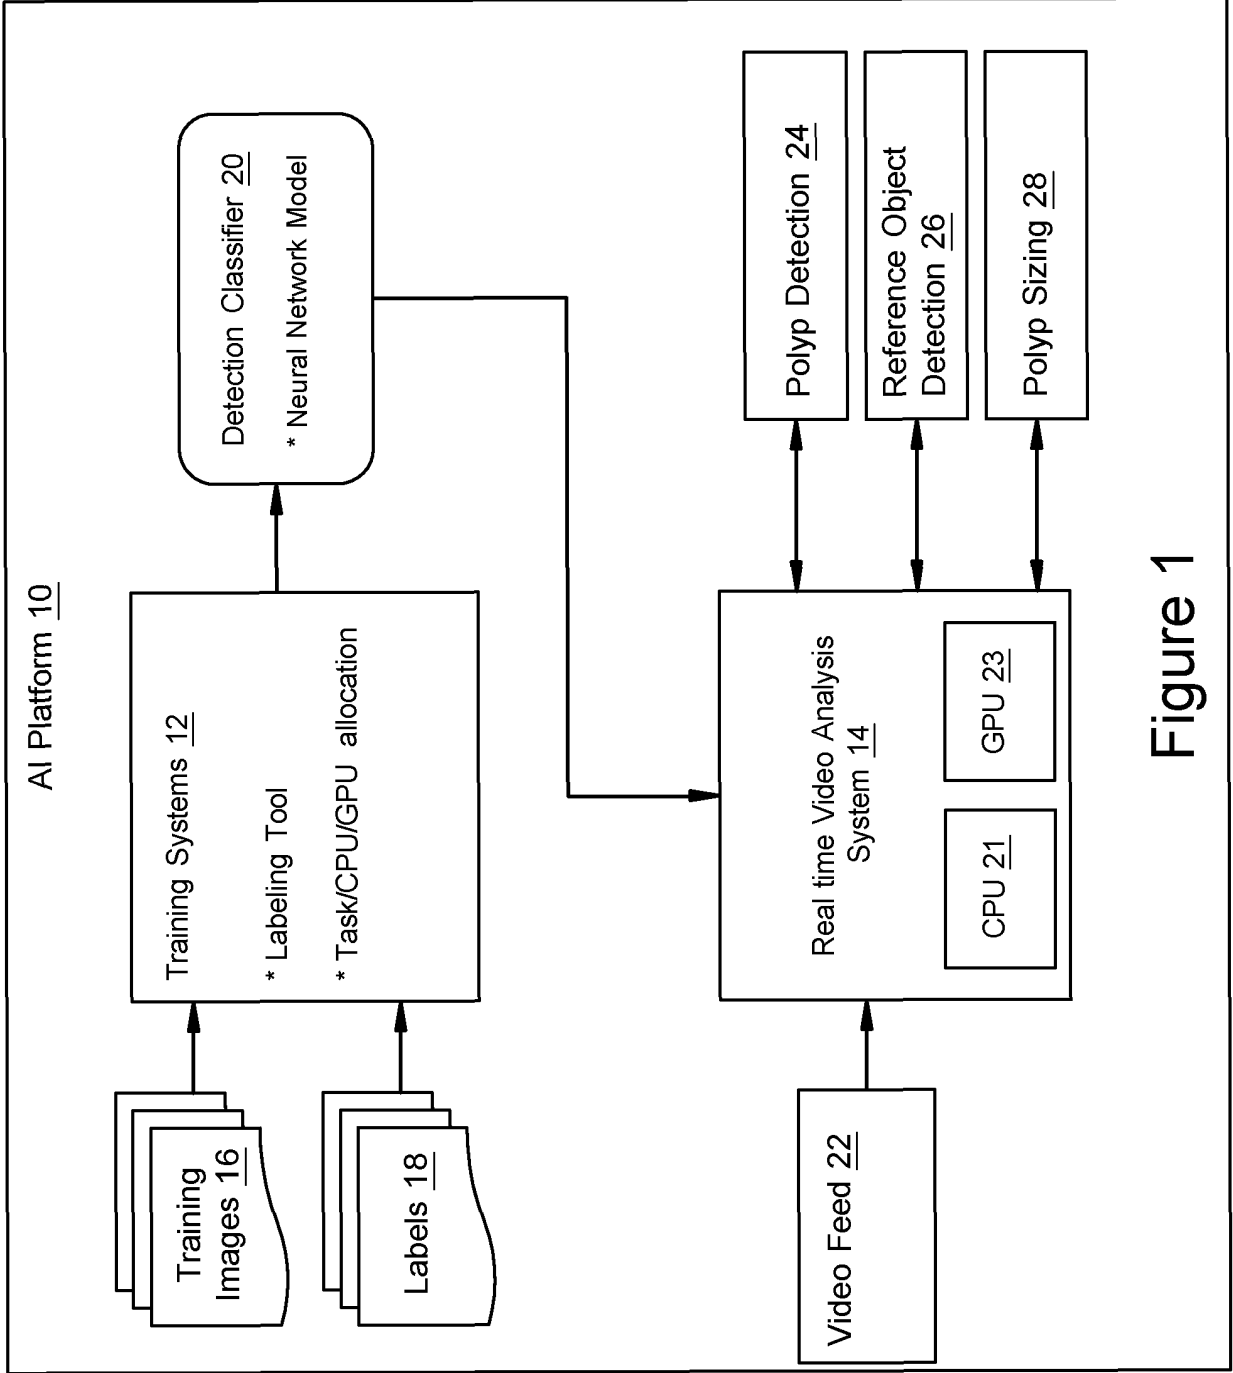 AI Platform 10
Training
Images 16
Labels 18
Training Systems 12
* Labeling Tool
* Task/CPU/GPU allocation
Detection Classifier 20
* Neural Network Model
Video Feed 22
Real time Video Analysis
System 14
CPU 21
GPU 23
Polyp Detection 24
Reference Object
Detection 26
Polyp Sizing 28
Figure 1